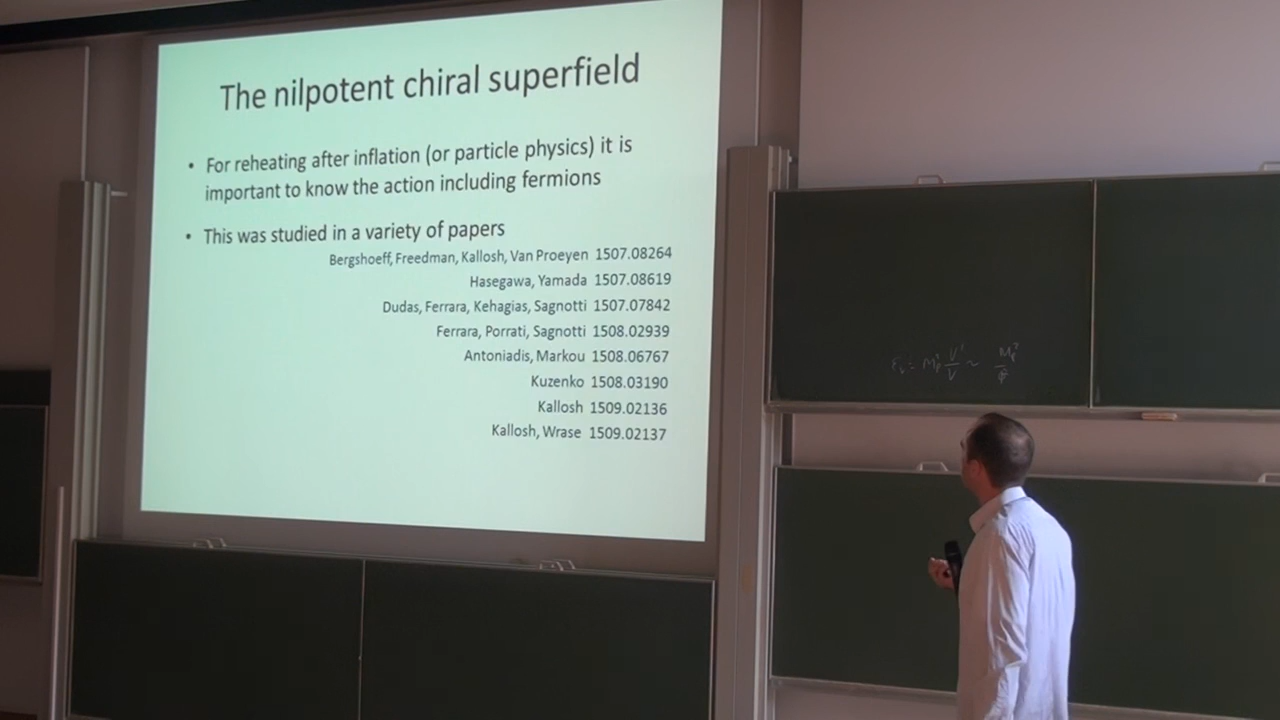 The nilpotent chiral superfield
• For reheating after inflation (or particle physics) it is
important to know the action including fermions
• This was studied in a variety of papers
Bergshoeff, Freedman, Kallosh, Van Proeyen 1507.08264
Hasegawa, Yamada 1507.08619
Dudas, Ferrara, Kehagias, Sagnotti 1507.07842
Ferrara, Porrati, Sagnotti 1508.02939
Antoniadis, Markou 1508.06767
Kuzenko 1508.03190
Kallosh 1509.02136
Kallosh, Wrase 1509.02137